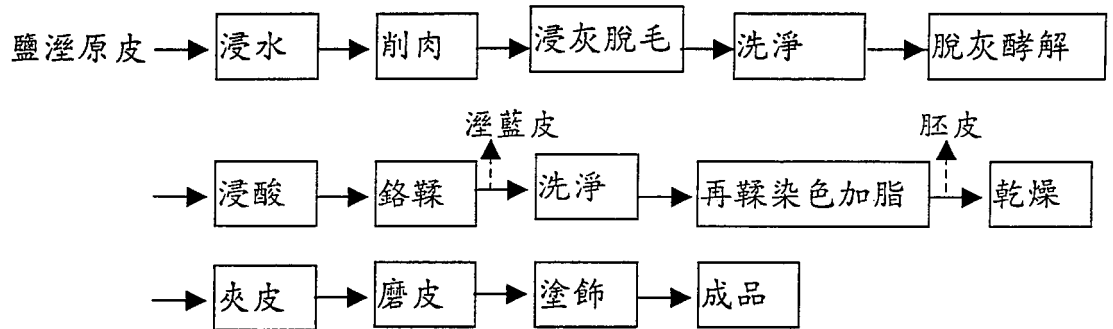 鹽溼原皮 浸水 削肉 浸灰脫毛 洗淨 脫灰酵解
溼藍皮 胚皮
浸酸 鉻鞣 洗淨 再鞣染色加脂 乾燥
夾皮 磨皮 塗飾 成品